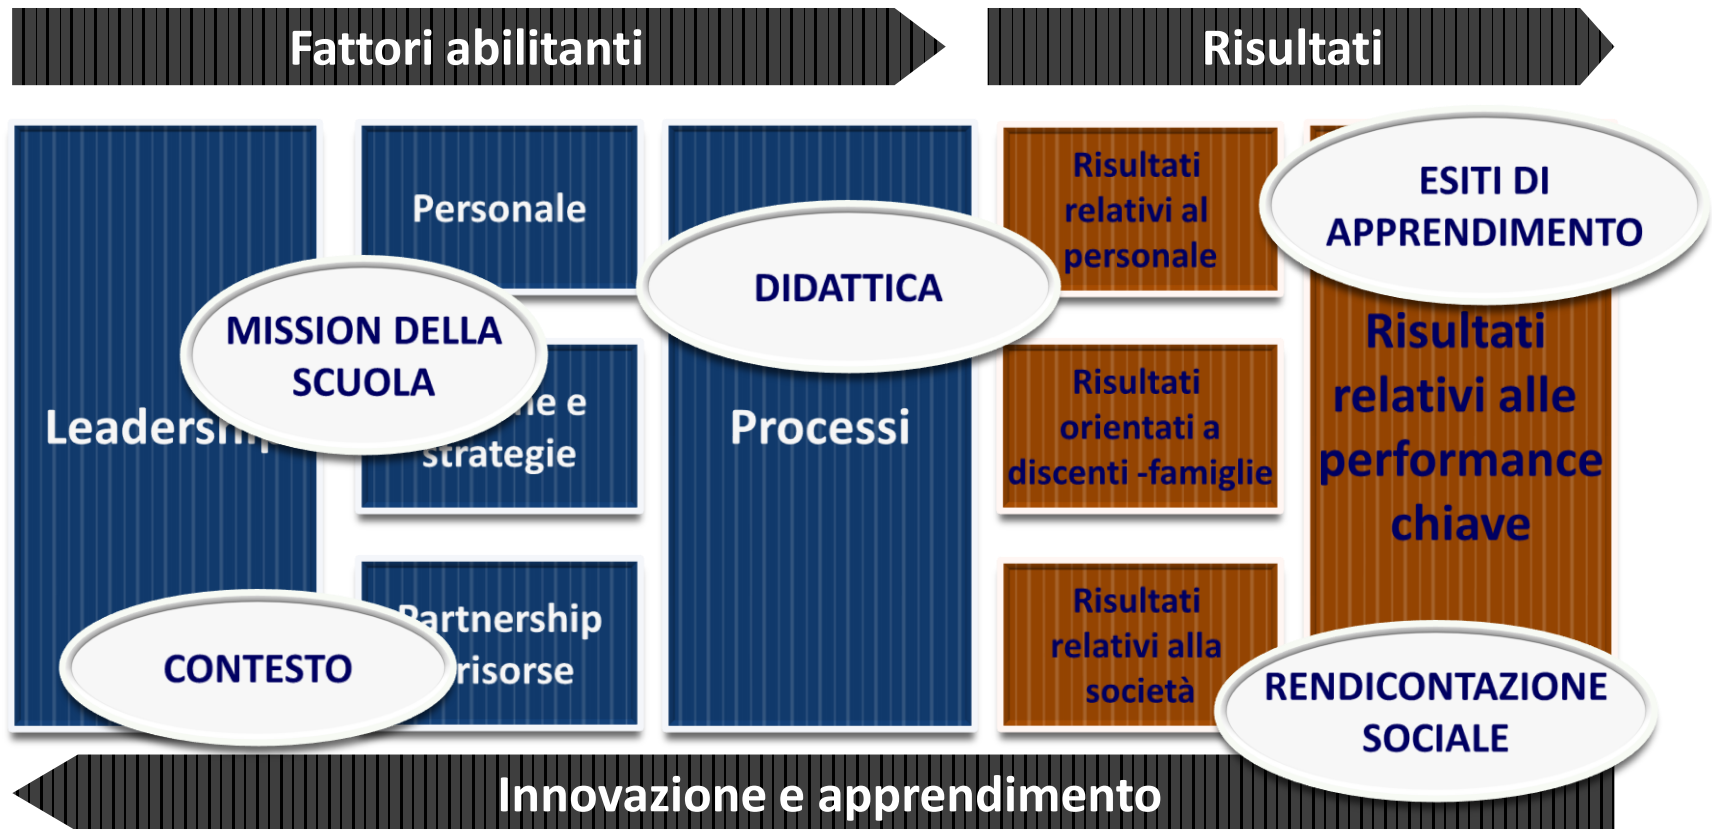 Fattori abilitanti
Risultati
Leadership
Personale
e
strategie
Partnership
risorse
Processi
Risultati
relativi al
personale
Risultati
orientati a
discenti -famiglie
Risultati
relativi alla
società
Risultati
relativi alle
performance
chiave
MISSION DELLA
SCUOLA
CONTESTO
DIDATTICA
ESITI DI
APPRENDIMENTO
RENDICONTAZIONE
SOCIALE
Innovazione e apprendimento